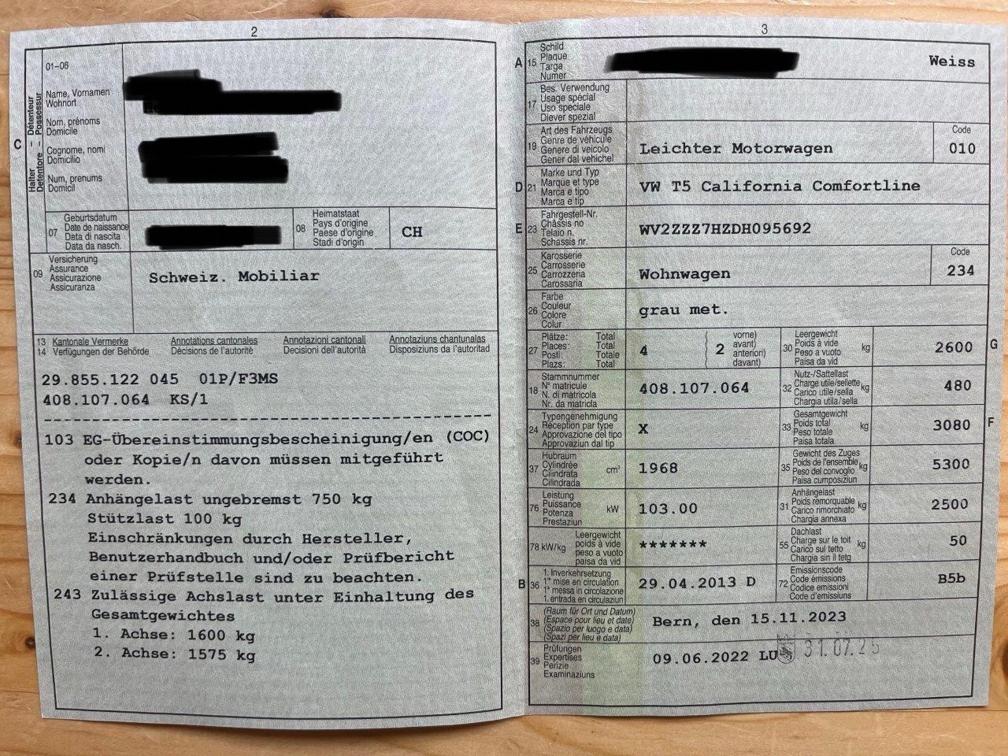 2
C
Halter – Détenteur
Detentore – Possessur
01-06
Name, Vornamen
Wohnort
Nom, prénoms
Domicile
Cognome, nomi
Domicilio
Num, prenums
Domicil
07
Geburtsdatum
Date de naissance
Data di nascita
Data da nasch.
08
Heimatstaat
Pays d'origine
Paese d'origine
Stadi d'origin
CH
09
Versicherung
Assurance
Assicurazione
Assicuranza
Schweiz. Mobiliar
13 Kantonale Vermerke Annotations cantonales Annotazioni cantonali Annotaziuns chantunalas
14 Verfügungen der Behörde Décisions de l'autorité Decisioni dell'autorità Disposiziuns da l'autoritad
29.855.122 045 01P/F3MS
408.107.064 KS/1
103 EG-Übereinstimmungsbescheinigung/en (COC)
oder Kopie/n davon müssen mitgeführt
werden.
234 Anhängelast ungebremst 750 kg
Stützlast 100 kg
Einschränkungen durch Hersteller,
Benutzerhandbuch und/oder Prüfbericht
einer Prüfstelle sind zu beachten.
243 Zulässige Achslast unter Einhaltung des
Gesamtgewichtes
1. Achse: 1600 kg
2. Achse: 1575 kg
3
A 15
Schild
Plaque
Targa
Numer
Weiss
17
Bes. Verwendung
Usage spécial
Uso speciale
Diever spezial
19
Art des Fahrzeugs
Genre de véhicule
Genere di veicolo
Gener dal vehichel
Leichter Motorwagen
Code
010
D 21
Marke und Typ
Marque et type
Marca e tipo
Marca e tip
VW T5 California Comfortline
E 23
Fahrgestell-Nr.
Châssis no
Telaio n.
Schassis nr.
WV2ZZZ7HZDH095692
25
Karosserie
Carrosserie
Carrozzeria
Carossaria
Wohnwagen
Code
234
26
Farbe
Couleur
Colore
Colur
grau met.
27
Plätze: Total
Places: Total
Posti: Totale
Plazs: Total
4
2
vorne)
avant)
anteriori)
davant)
30
Leergewicht
Poids à vide
Peso a vuoto
Paisa da vid
kg
2600
G
18
Stammnummer
N° matricule
N. di matricola
Nr. da matricla
408.107.064
32
Nutz-/Sattellast
Charge utile/sellette
Carico utile/sella
Chargia utila/sella
kg
480
24
Typengenehmigung
Réception par type
Approvazione del tipo
Approvaziun dal tip
X
33
Gesamtgewicht
Poids total
Peso totale
Paisa totala
kg
3080
F
37
Hubraum
Cylindrée
Cilindrata
Cilindrada
cm³
1968
35
Gewicht des Zuges
Poids de l'ensemble
Peso del convoglio
Paisa cumposiziun
kg
5300
76
Leistung
Puissance
Potenza
Prestaziun
kW
103.00
31
Anhängelast
Poids remorquable
Carico rimorchiato
Chargia annexa
kg
2500
78 kW/kg
Leergewicht
poids à vide
peso a vuoto
paisa da vid
*******
55
Dachlast
Charge sur le toit
Carico sul tetto
Chargia sin il tetg
kg
50
B 36
1. Inverkehrsetzung
1re mise en circulation
1a messa in circolazione
1. entrada en circulaziun
29.04.2013 D
72
Emissionscode
Code émissions
Codice emissioni
Code d'emissiuns
B5b
38
(Raum für Ort und Datum)
(Espace pour lieu et date)
(Spazio per luogo e data)
(Spazi per lieu e data)
Bern, den 15.11.2023
39
Prüfungen
Expertises
Perizie
Examinaziuns
09.06.2022 LU
31.07.25